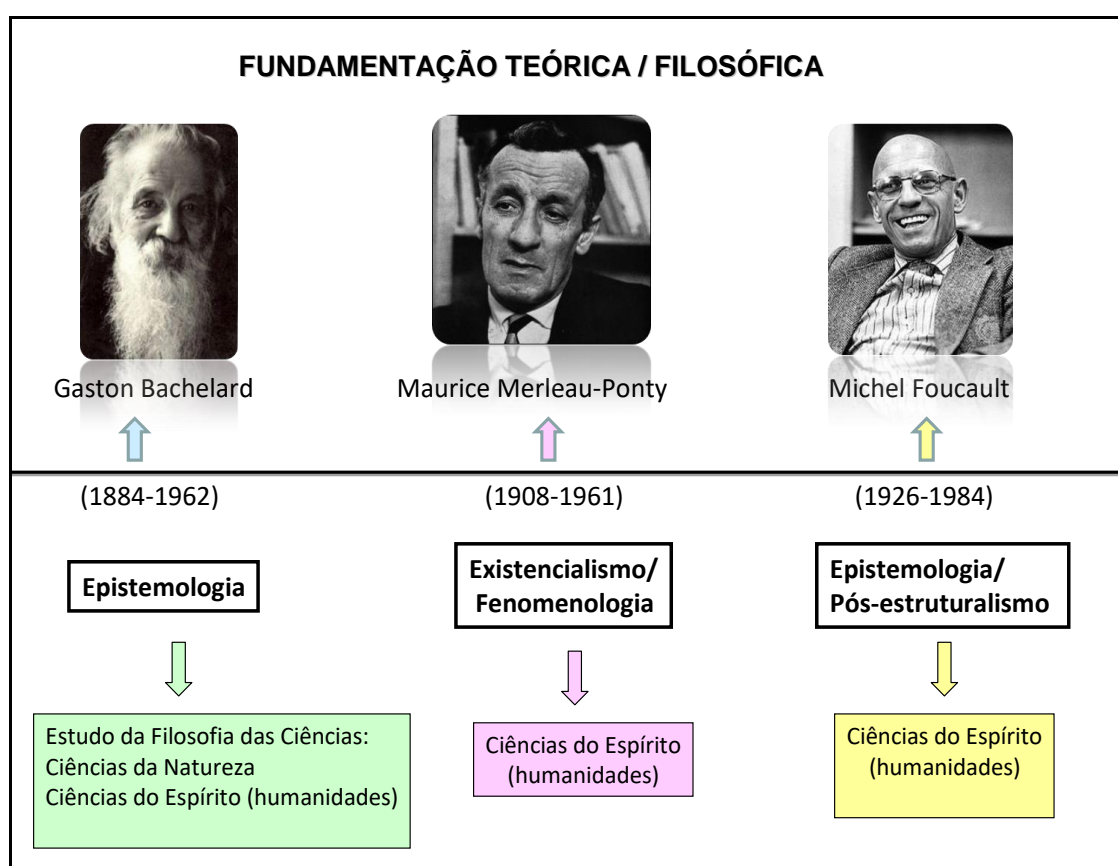 FUNDAMENTAÇÃO TEÓRICA / FILOSÓFICA
Gaston Bachelard
Maurice Merleau-Ponty
Michel Foucault
(1884-1962)
(1908-1961)
(1926-1984)
Epistemologia
Existencialismo/
Fenomenologia
Epistemologia/
Pós-estruturalismo
Estudo da Filosofia das Ciências:
Ciências da Natureza
Ciências do Espírito (humanidades)
Ciências do Espírito
(humanidades)
Ciências do Espírito
(humanidades)